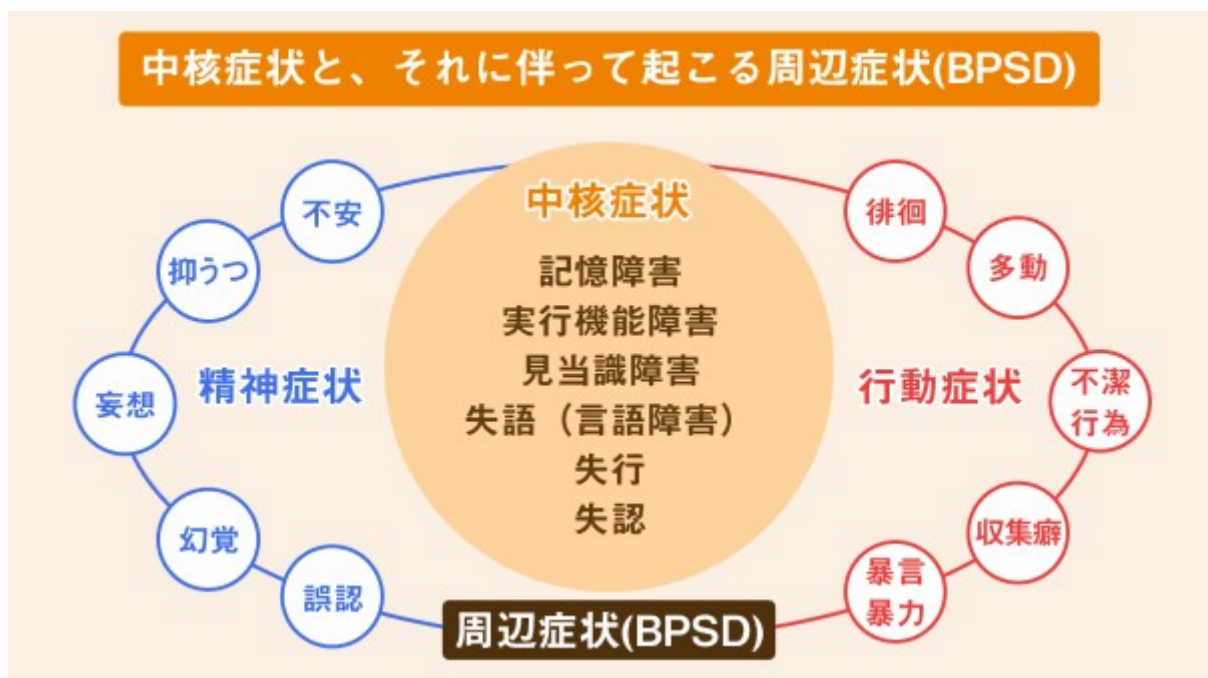 中核症状と、それに伴って起こる周辺症状(BPSD)
中核症状
記憶障害
実行機能障害
見当識障害
失語（言語障害）
失行
失認
精神症状
不安
抑うつ
妄想
幻覚
誤認
行動症状
徘徊
多動
不潔
行為
収集癖
暴言
暴力
周辺症状(BPSD)